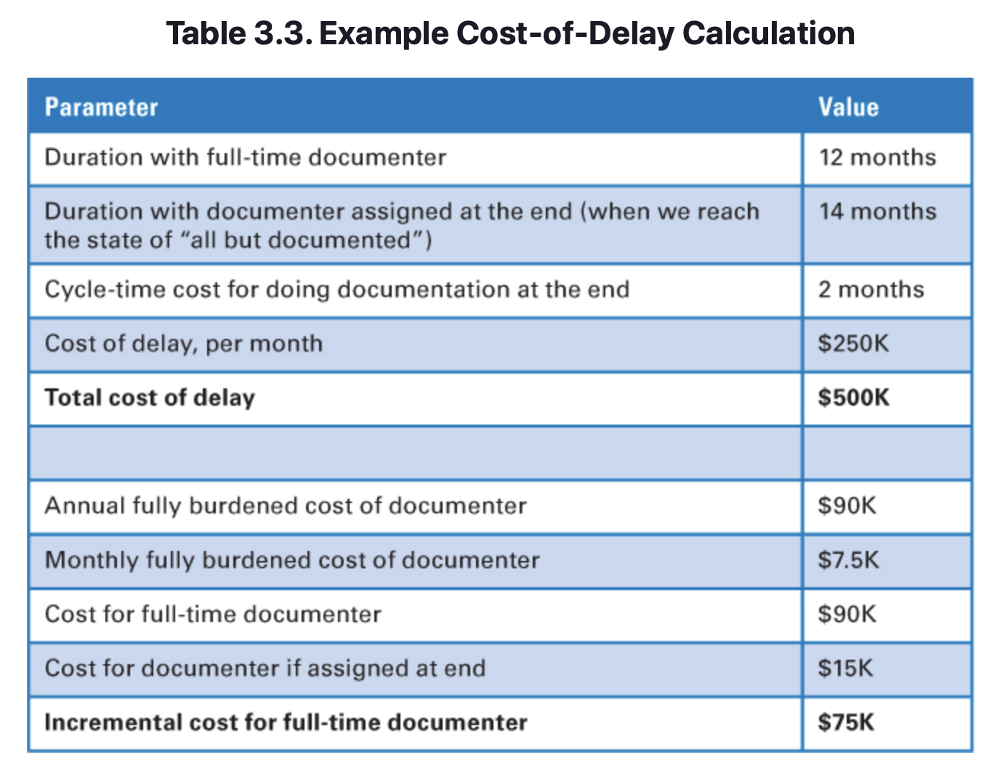 Table 3.3. Example Cost-of-Delay Calculation
Parameter Value
Duration with full-time documenter 12 months
Duration with documenter assigned at the end (when we reach 14 months
the state of “all but documented”)
Cycle-time cost for doing documentation at the end 2 months
Cost of delay, per month $250K
Total cost of delay $500K
Annual fully burdened cost of documenter $90K
Monthly fully burdened cost of documenter $7.5K
Cost for full-time documenter $90K
Cost for documenter if assigned at end $15K
Incremental cost for full-time documenter $75K